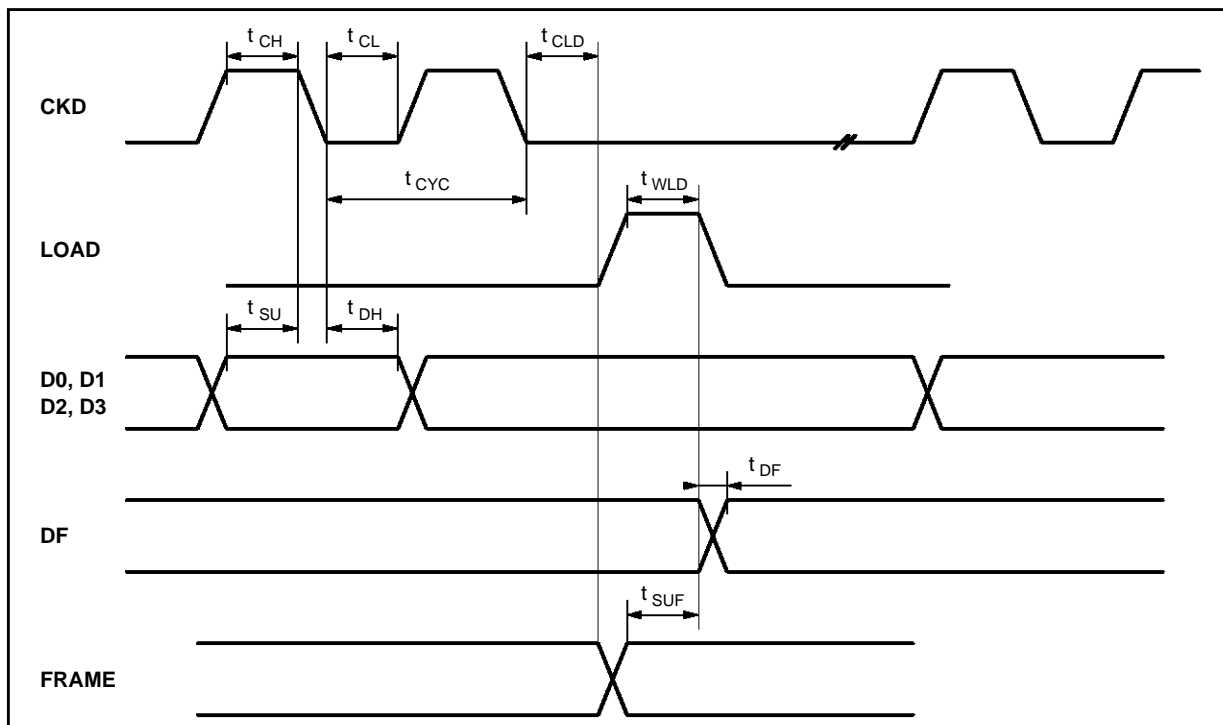 t CH
t CL
t CLD
CKD
t CYC
t WLD
LOAD
t SU
t DH
D0, D1
D2, D3
t DF
DF
t SUF
FRAME